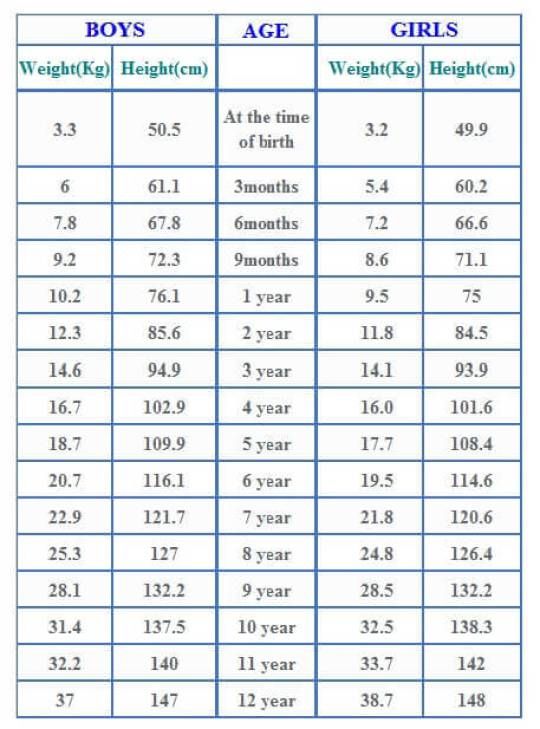 BOYS AGE GIRLS
Weight(Kg) Height(cm) Weight(Kg) Height(cm)
3.3 50.5 At the time of birth 3.2 49.9
6 61.1 3months 5.4 60.2
7.8 67.8 6months 7.2 66.6
9.2 72.3 9months 8.6 71.1
10.2 76.1 1 year 9.5 75
12.3 85.6 2 year 11.8 84.5
14.6 94.9 3 year 14.1 93.9
16.7 102.9 4 year 16.0 101.6
18.7 109.9 5 year 17.7 108.4
20.7 116.1 6 year 19.5 114.6
22.9 121.7 7 year 21.8 120.6
25.3 127 8 year 24.8 126.4
28.1 132.2 9 year 28.5 132.2
31.4 137.5 10 year 32.5 138.3
32.2 140 11 year 33.7 142
37 147 12 year 38.7 148